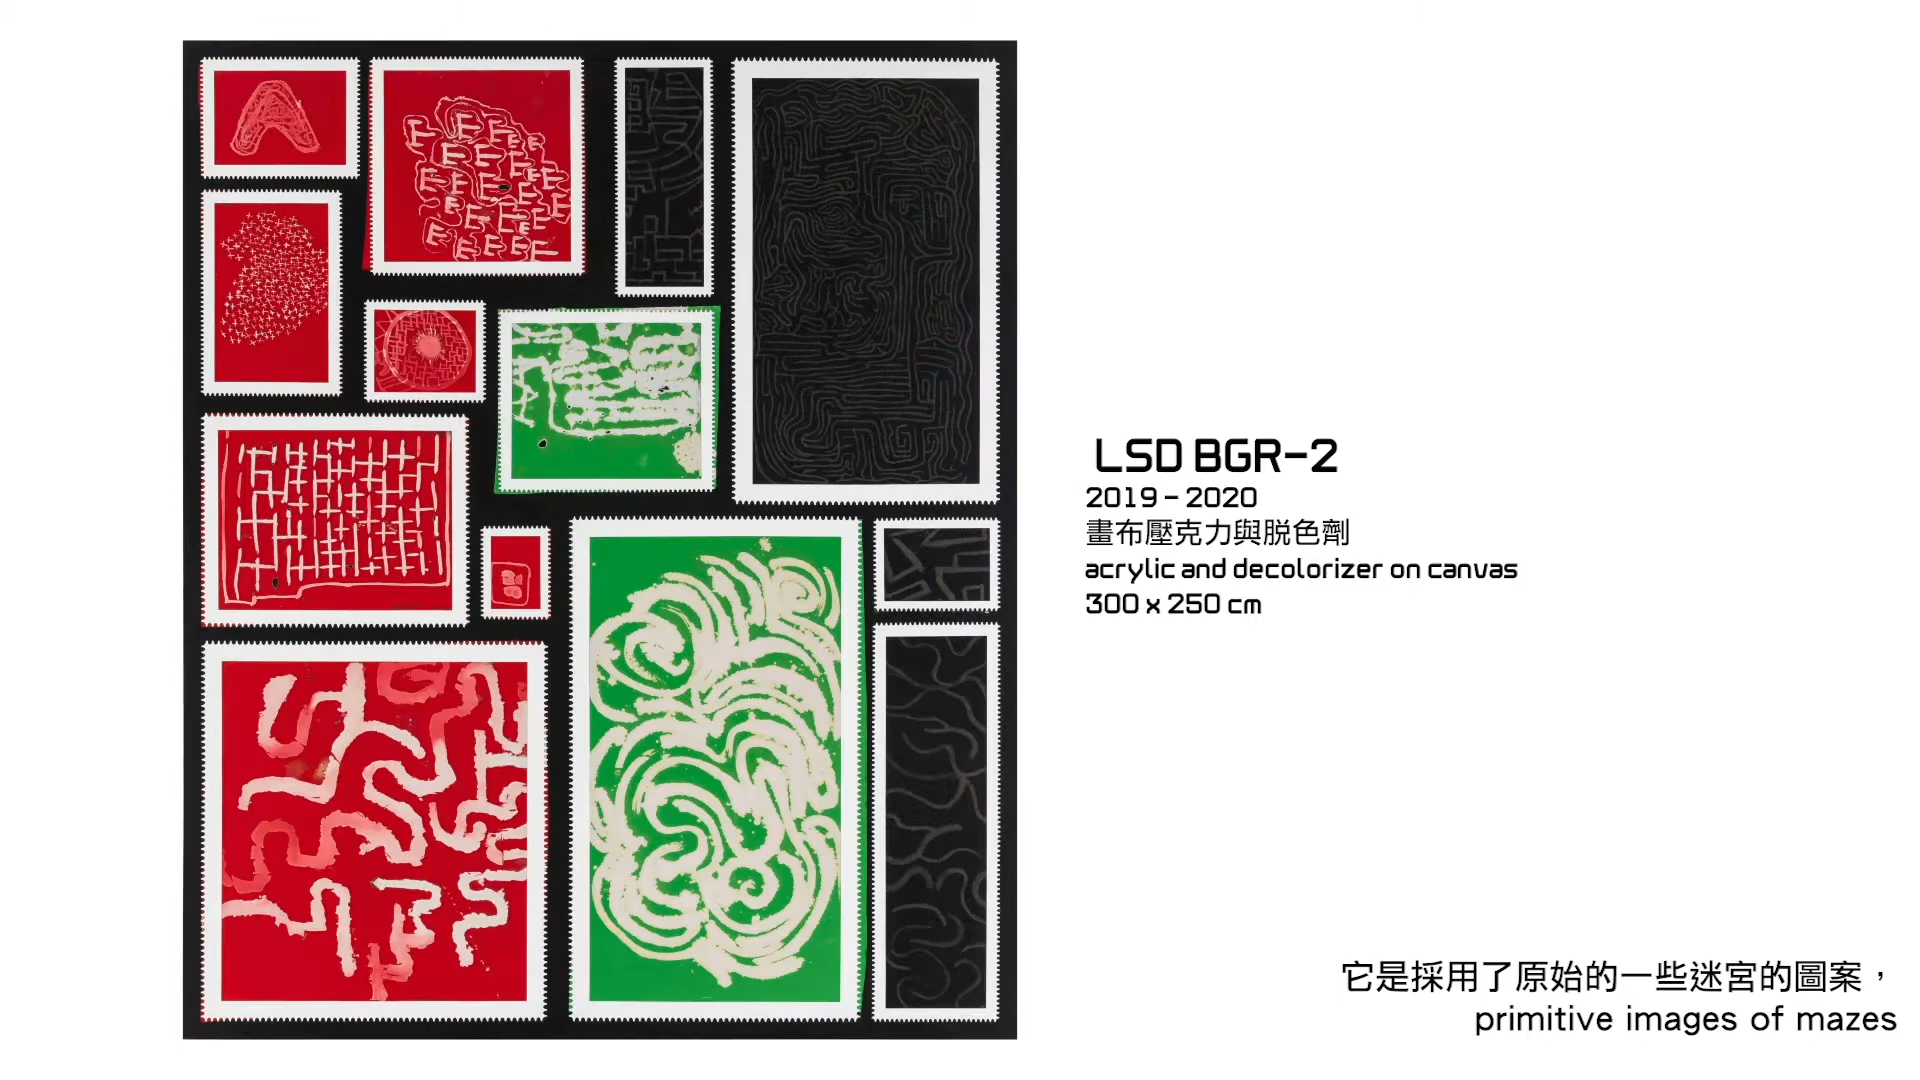 LSD BGR-2
2019 - 2020
畫布壓克力與脱色劑
acrylic and decolorizer on canvas
300 x 250 cm
它是採用了原始的一些迷宮的圖案，
primitive images of mazes